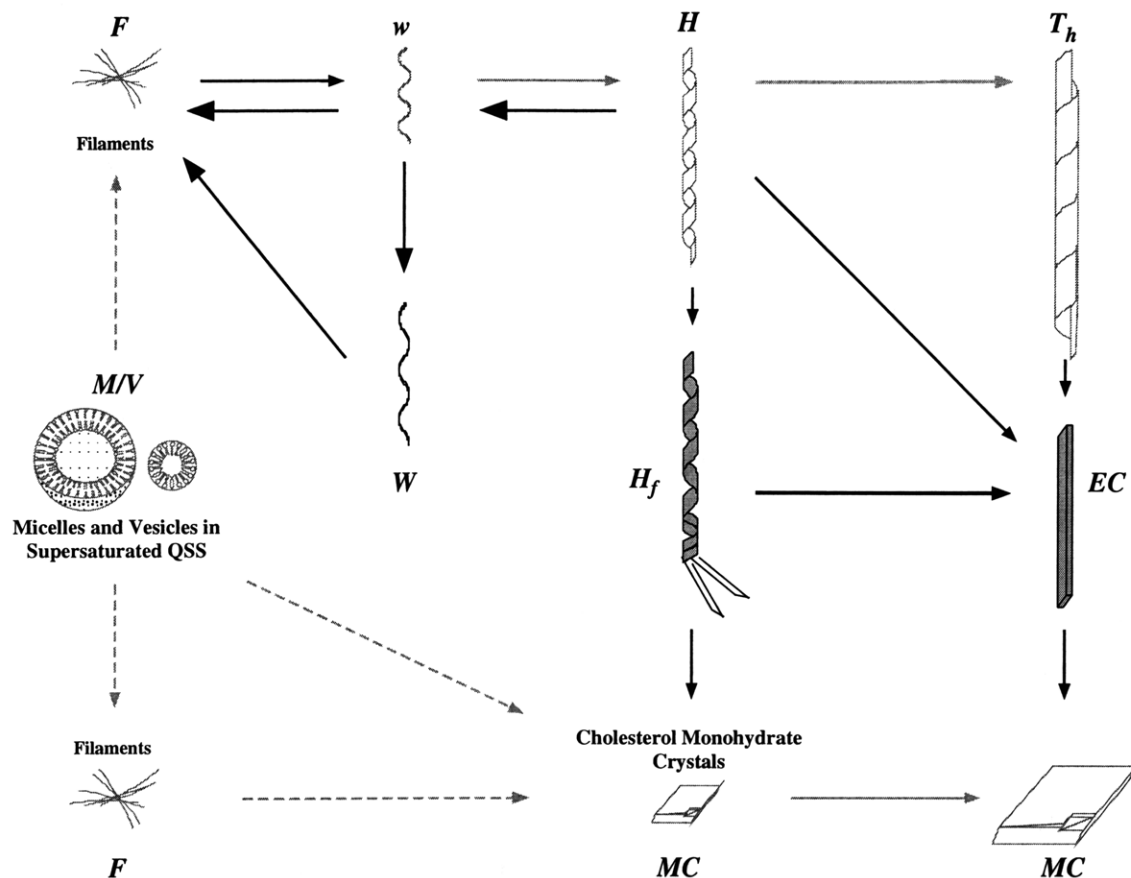 F
w
H
T_h
Filaments
M/V
W
H_f
EC
Micelles and Vesicles in
Supersaturated QSS
Filaments
Cholesterol Monohydrate
Crystals
F
MC
MC